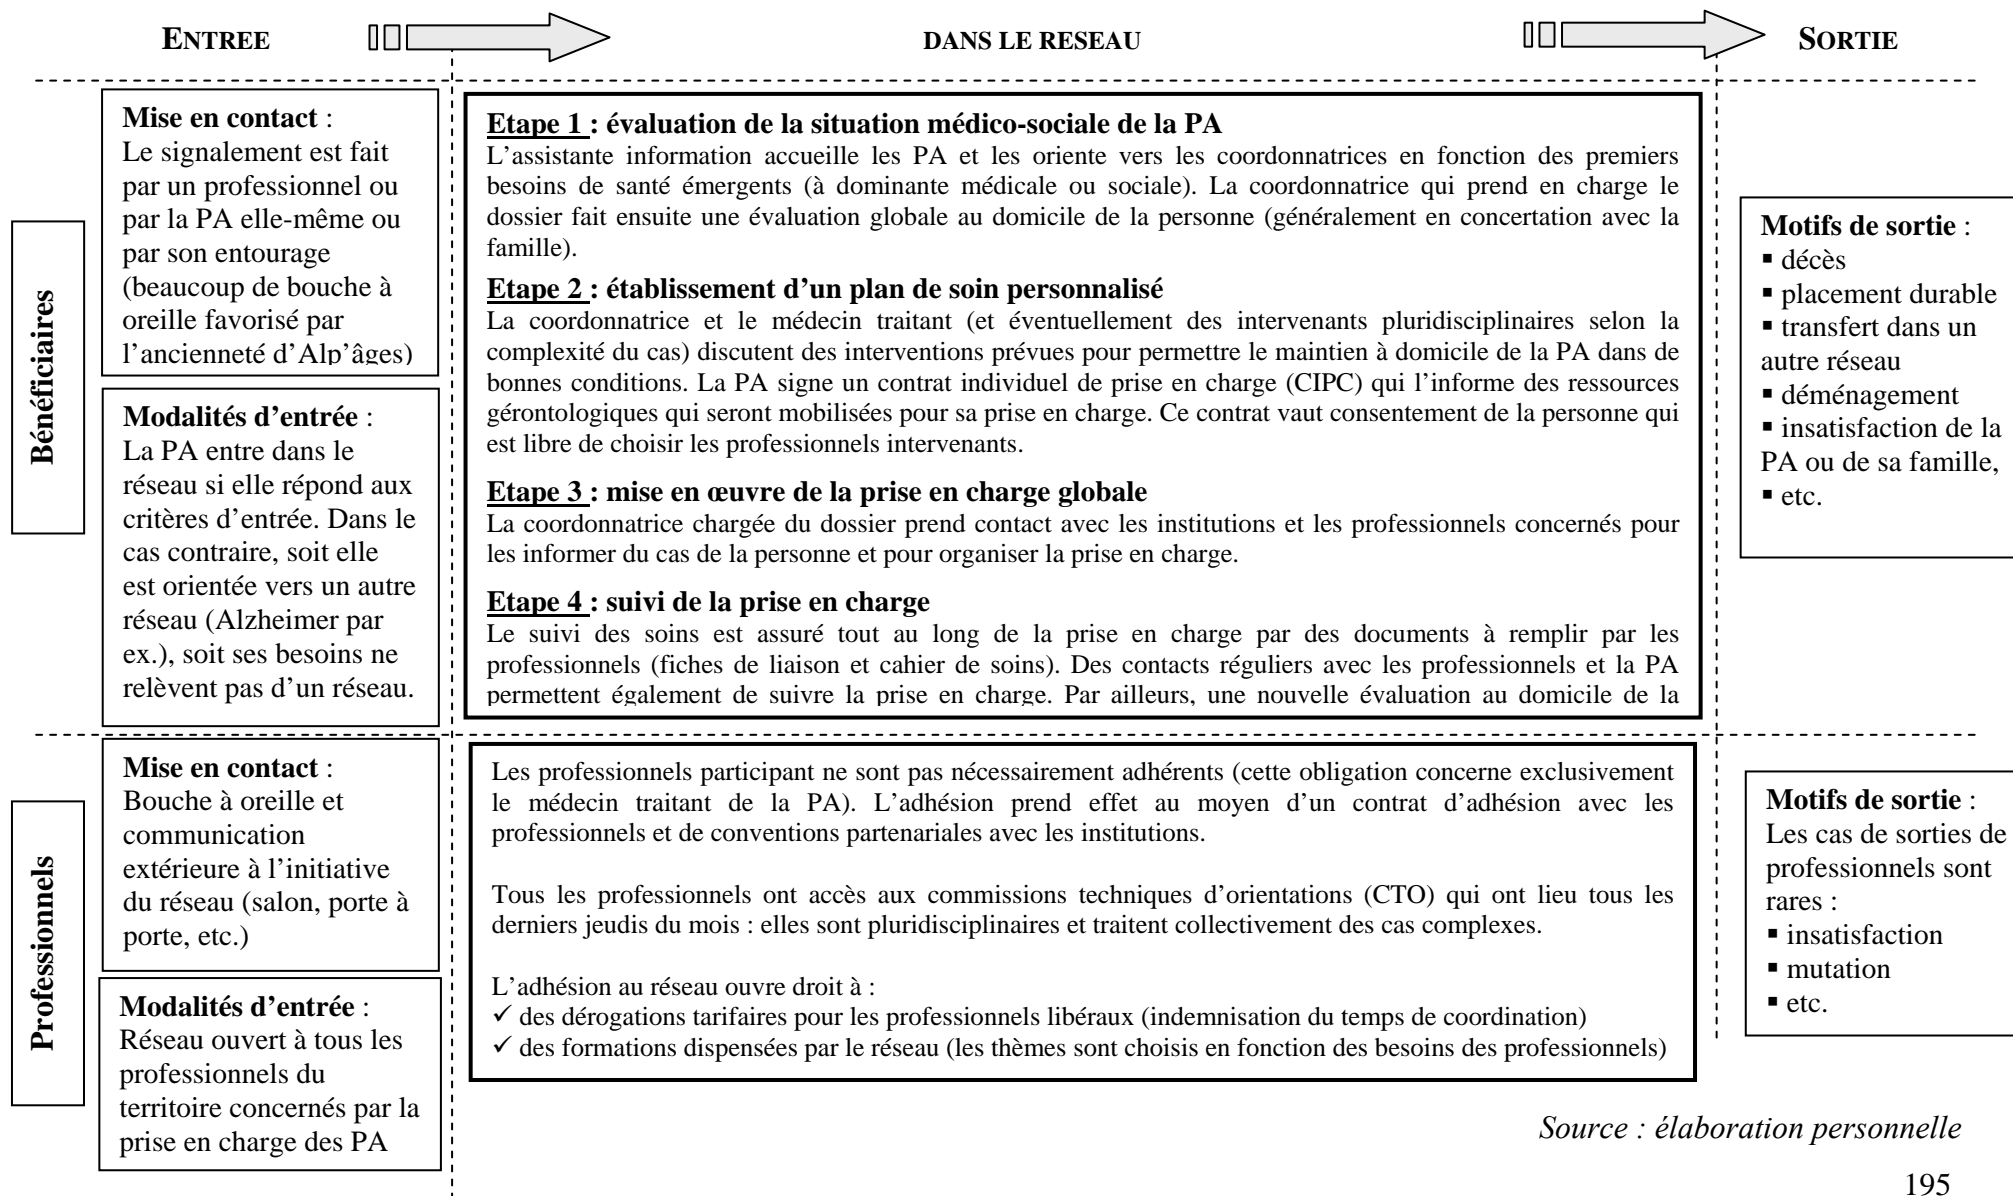 ENTREE
DANS LE RESEAU
SORTIE
Bénéficiaires
Mise en contact :
Le signalement est fait
par un professionnel ou
par la PA elle-même ou
par son entourage
(beaucoup de bouche à
oreille favorisé par
l’ancienneté d’Alp’âges)
Modalités d’entrée :
La PA entre dans le
réseau si elle répond aux
critères d’entrée. Dans le
cas contraire, soit elle
est orientée vers un autre
réseau (Alzheimer par
ex.), soit ses besoins ne
relèvent pas d’un réseau.
Etape 1 : évaluation de la situation médico-sociale de la PA
L’assistante information accueille les PA et les oriente vers les coordonnatrices en fonction des premiers
besoins de santé émergents (à dominante médicale ou sociale). La coordonnatrice qui prend en charge le
dossier fait ensuite une évaluation globale au domicile de la personne (généralement en concertation avec la
famille).
Etape 2 : établissement d’un plan de soin personnalisé
La coordonnatrice et le médecin traitant (et éventuellement des intervenants pluridisciplinaires selon la
complexité du cas) discutent des interventions prévues pour permettre le maintien à domicile de la PA dans de
bonnes conditions. La PA signe un contrat individuel de prise en charge (CIPC) qui l’informe des ressources
gérontologiques qui seront mobilisées pour sa prise en charge. Ce contrat vaut consentement de la personne qui
est libre de choisir les professionnels intervenants.
Etape 3 : mise en œuvre de la prise en charge globale
La coordonnatrice chargée du dossier prend contact avec les institutions et les professionnels concernés pour
les informer du cas de la personne et pour organiser la prise en charge.
Etape 4 : suivi de la prise en charge
Le suivi des soins est assuré tout au long de la prise en charge par des documents à remplir par les
professionnels (fiches de liaison et cahier de soins). Des contacts réguliers avec les professionnels et la PA
permettent également de suivre la prise en charge. Par ailleurs, une nouvelle évaluation au domicile de la
Motifs de sortie :
▪ décès
▪ placement durable
▪ transfert dans un
autre réseau
▪ déménagement
▪ insatisfaction de la
PA ou de sa famille,
▪ etc.
Professionnels
Mise en contact :
Bouche à oreille et
communication
extérieure à l’initiative
du réseau (salon, porte à
porte, etc.)
Modalités d’entrée :
Réseau ouvert à tous les
professionnels du
territoire concernés par la
prise en charge des PA
Les professionnels participant ne sont pas nécessairement adhérents (cette obligation concerne exclusivement
le médecin traitant de la PA). L’adhésion prend effet au moyen d’un contrat d’adhésion avec les
professionnels et de conventions partenariales avec les institutions.
Tous les professionnels ont accès aux commissions techniques d’orientations (CTO) qui ont lieu tous les
derniers jeudis du mois : elles sont pluridisciplinaires et traitent collectivement des cas complexes.
L’adhésion au réseau ouvre droit à :
✓ des dérogations tarifaires pour les professionnels libéraux (indemnisation du temps de coordination)
✓ des formations dispensées par le réseau (les thèmes sont choisis en fonction des besoins des professionnels)
Motifs de sortie :
Les cas de sorties de
professionnels sont
rares :
▪ insatisfaction
▪ mutation
▪ etc.
Source : élaboration personnelle
195